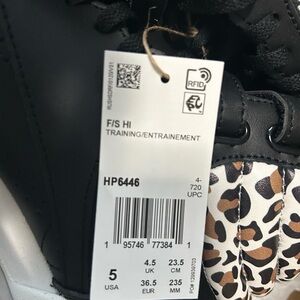 RFID
F/S HI
TRAINING/ENTRAINEMENT
HP6446
4-
720
UPC
1 95746 77384 1
5 4.5 23.5
USA UK CM
36.5 235
EUR MM